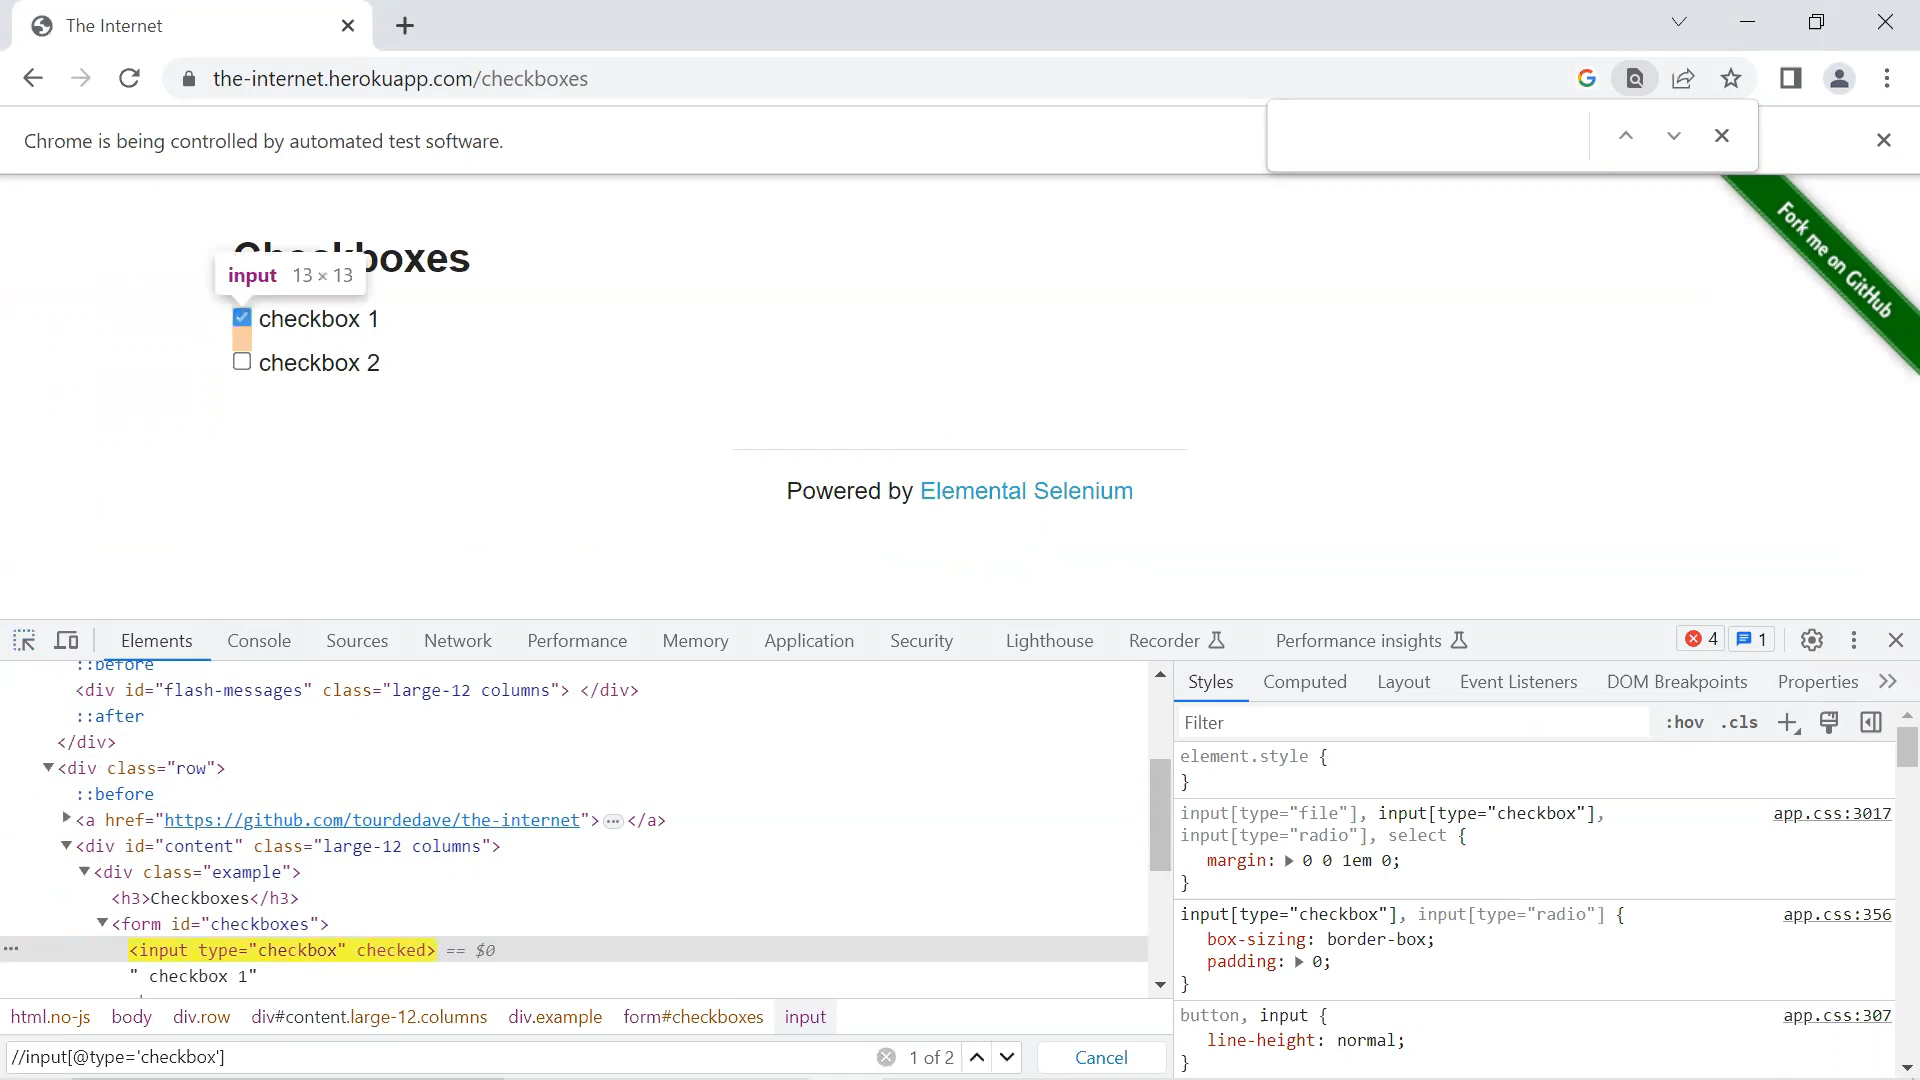 The Internet
the-internet.herokuapp.com/checkboxes
Chrome is being controlled by automated test software.
Fork me on GitHub
Checkboxes
input 13 × 13
checkbox 1
checkbox 2
Powered by Elemental Selenium
Elements Console Sources Network Performance Memory Application Security Lighthouse Recorder Performance insights 4 1
::before
<div id="flash-messages" class="large-12 columns"> </div>
::after
</div>
<div class="row">
::before
<a href="https://github.com/tourdedave/the-internet">…</a>
<div id="content" class="large-12 columns">
<div class="example">
<h3>Checkboxes</h3>
<form id="checkboxes">
<input type="checkbox" checked> == $0
" checkbox 1"
html.no-js body div.row div#content.large-12.columns div.example form#checkboxes input
//input[@type='checkbox'] 1 of 2 Cancel
Styles Computed Layout Event Listeners DOM Breakpoints Properties
Filter :hov .cls
element.style {
}
input[type="file"], input[type="checkbox"], app.css:3017
input[type="radio"], select {
margin: 0 0 1em 0;
}
input[type="checkbox"], input[type="radio"] { app.css:356
box-sizing: border-box;
padding: 0;
}
button, input { app.css:307
line-height: normal;
}